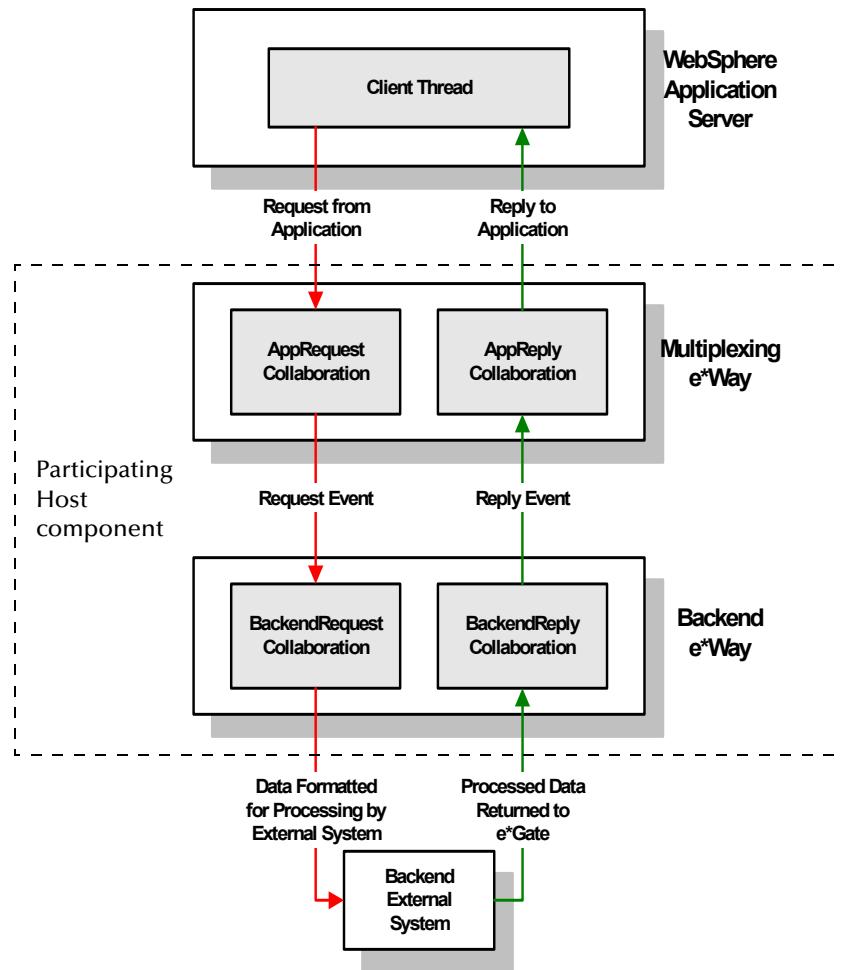 WebSphere
Application
Server
Client Thread
Request from
Application
Reply to
Application
AppRequest
Collaboration
AppReply
Collaboration
Multiplexing
e*Way
Participating
Host
component
Request Event
Reply Event
BackendRequest
Collaboration
BackendReply
Collaboration
Backend
e*Way
Data Formatted
for Processing by
External System
Processed Data
Returned to
e*Gate
Backend
External
System